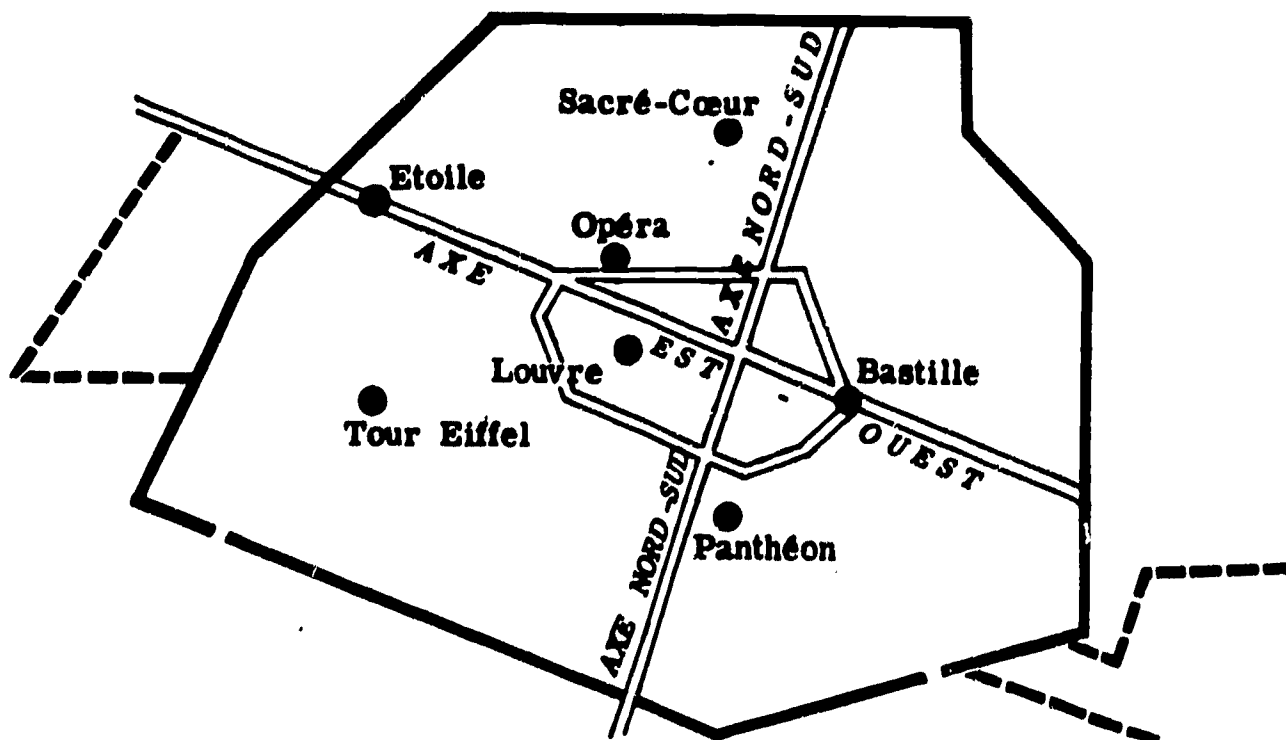 Sacré-Cœur
AXE NORD-SUD
Etoile
Opéra
AXE EST OUEST
Louvre
Bastille
Tour Eiffel
AXE NORD-SUD
Panthéon